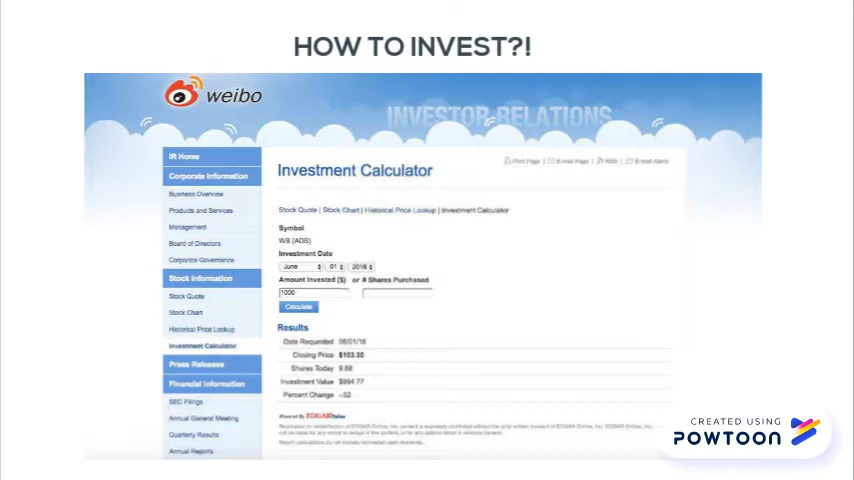 HOW TO INVEST?!
weibo
INVESTOR RELATIONS
IR Home
Corporate Information
Business Overview
Products and Services
Management
Board of Directors
Corporate Governance
Stock Information
Stock Quote
Stock Chart
Historical Price Lookup
Investment Calculator
Press Releases
Financial Information
SEC Filings
Annual General Meeting
Quarterly Results
Annual Reports
Print Page | E-mail Page | RSS | E-mail Alerts
Investment Calculator
Stock Quote | Stock Chart | Historical Price Lookup | Investment Calculator
Symbol
WB (ADS)
Investment Date
June 01 2018
Amount Invested ($) or # Shares Purchased
1000
Calculate
Results
Date Requested 06/01/18
Closing Price $103.30
Shares Today 9.68
Investment Value $994.77
Percent Change -.52
Powered By EDGAROnline
CREATED USING
POWTOON